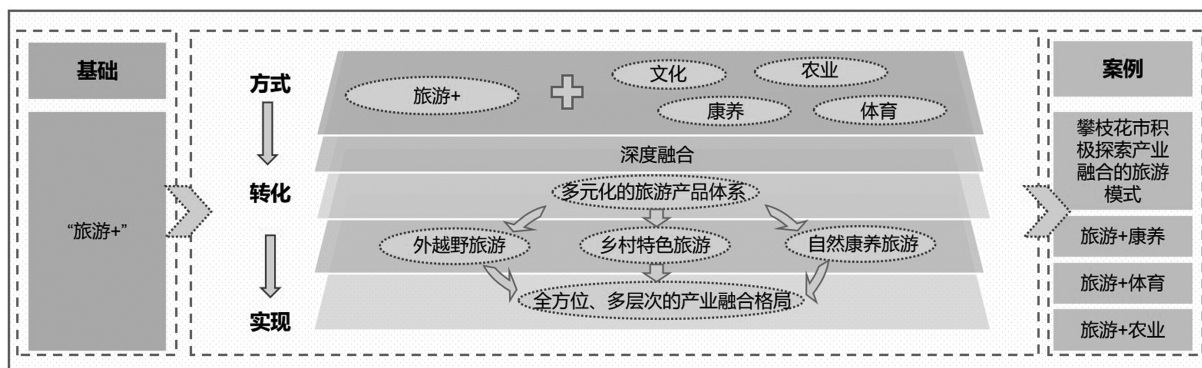 基础
“旅游+”
方式
转化
实现
旅游+
文化
农业
康养
体育
深度融合
多元化的旅游产品体系
外越野旅游
乡村特色旅游
自然康养旅游
全方位、多层次的产业融合格局
案例
攀枝花市积
极探索产业
融合的旅游
模式
旅游+康养
旅游+体育
旅游+农业